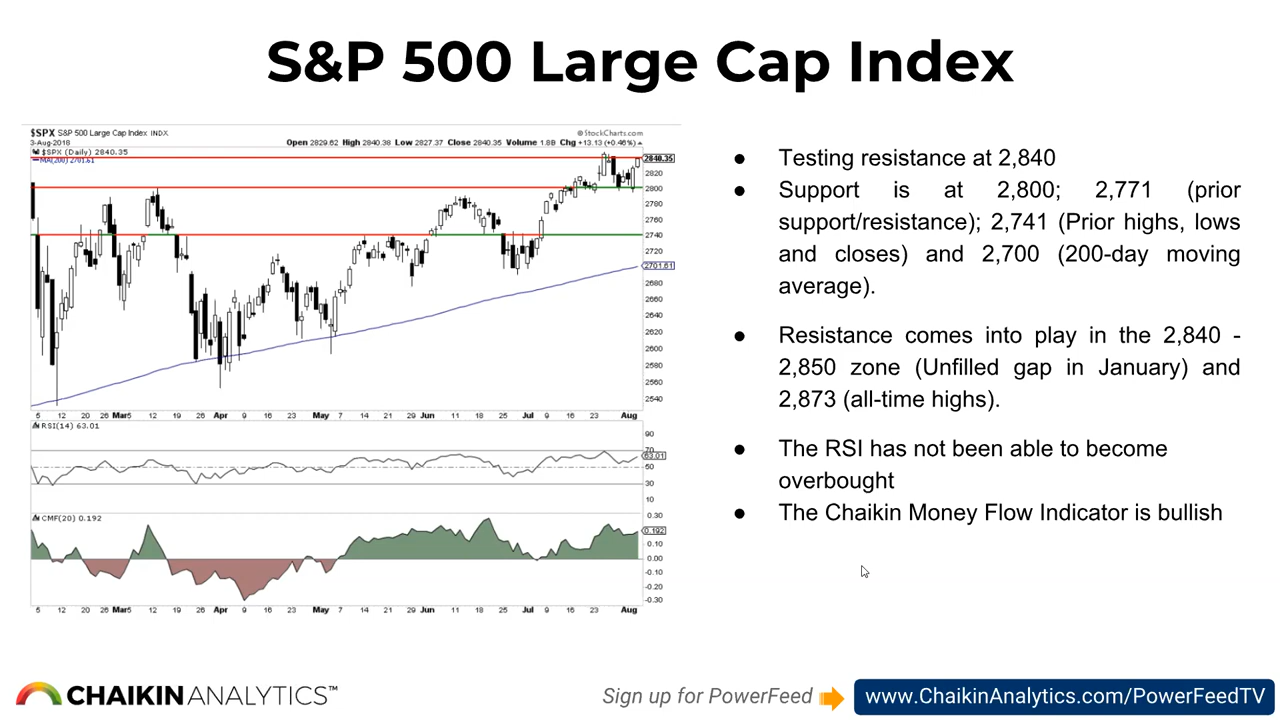 S&P 500 Large Cap Index
$SPX S&P 500 Large Cap Index INDX
© StockCharts.com
3-Aug-2018
Open 2829.62 High 2840.38 Low 2827.37 Close 2840.35 Volume 1.8B Chg +13.13 (+0.46%)
$SPX (Daily) 2840.35
MA(200) 2701.61
2840.35
2820
2800
2780
2760
2740
2720
2701.61
2680
2660
2640
2620
2600
2580
2560
2540
5 12 20 26 Mar 5 12 19 26 Apr 9 16 23 May 7 14 21 29 Jun 11 18 25 Jul 9 16 23 Aug
RSI(14) 63.01
90
70
63.01
50
30
10
CMF(20) 0.192
0.30
0.192
0.10
0.00
-0.10
-0.20
-0.30
5 12 20 26 Mar 5 12 19 26 Apr 9 16 23 May 7 14 21 29 Jun 11 18 25 Jul 9 16 23 Aug
● Testing resistance at 2,840
● Support is at 2,800; 2,771 (prior
support/resistance); 2,741 (Prior highs, lows
and closes) and 2,700 (200-day moving
average).
● Resistance comes into play in the 2,840 -
2,850 zone (Unfilled gap in January) and
2,873 (all-time highs).
● The RSI has not been able to become
overbought
● The Chaikin Money Flow Indicator is bullish
CHAIKIN ANALYTICS™
Sign up for PowerFeed
www.ChaikinAnalytics.com/PowerFeedTV